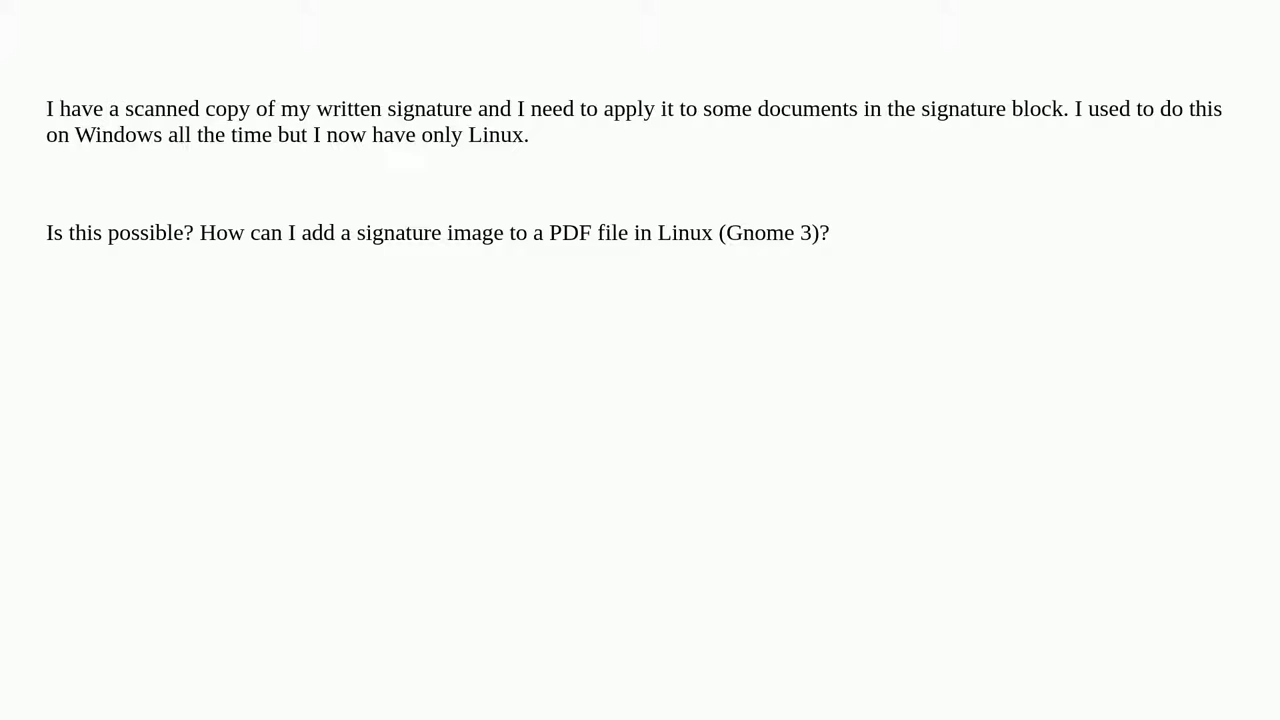 I have a scanned copy of my written signature and I need to apply it to some documents in the signature block. I used to do this
on Windows all the time but I now have only Linux.
Is this possible? How can I add a signature image to a PDF file in Linux (Gnome 3)?